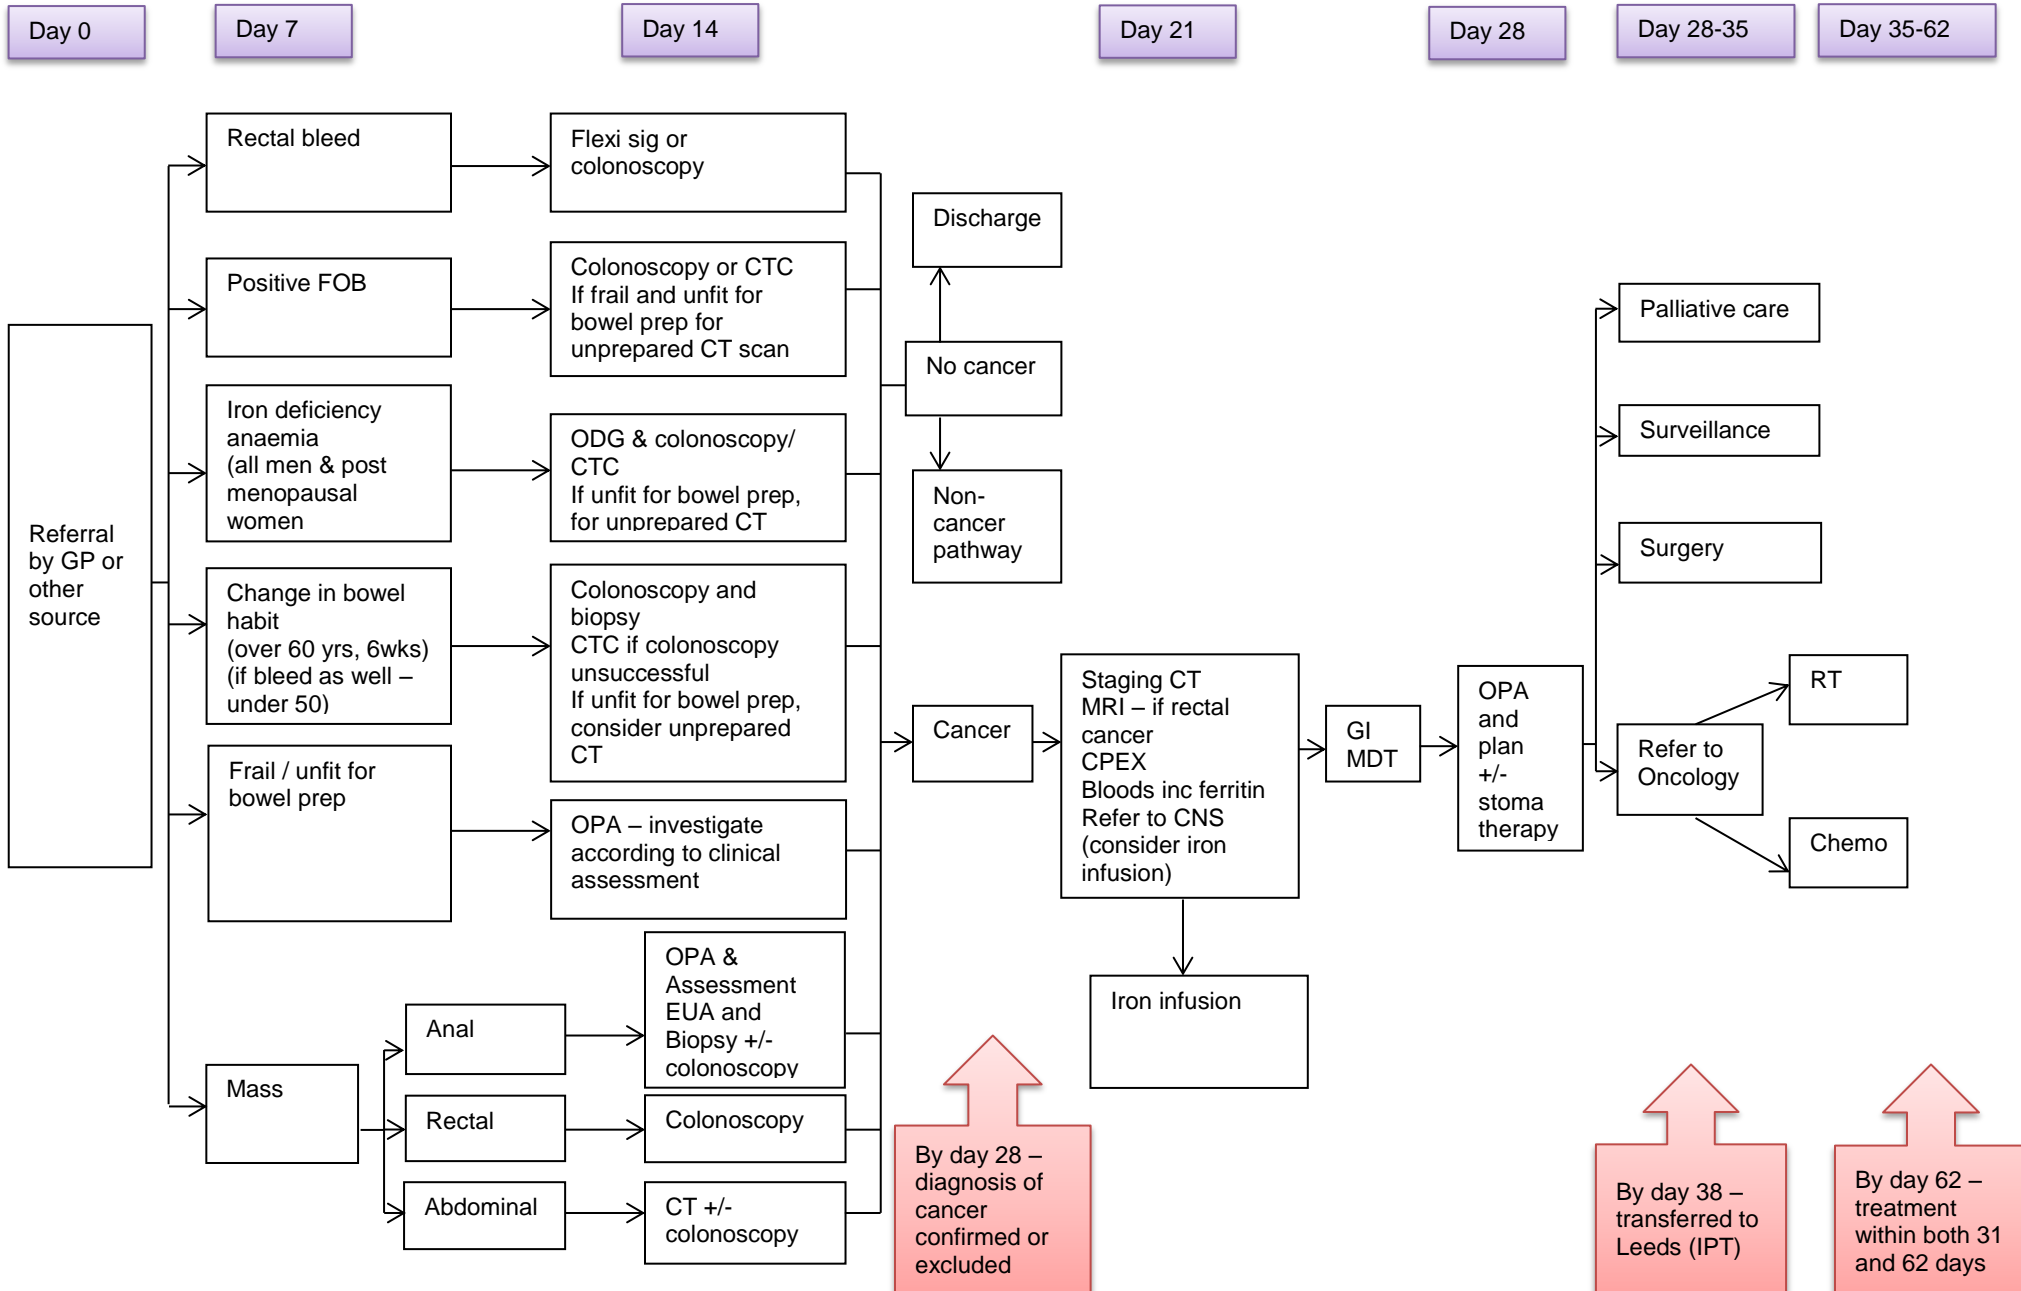 Day 0
Day 7
Day 14
Day 21
Day 28
Day 28-35
Day 35-62
Referral
by GP or
other
source
Rectal bleed
Flexi sig or
colonoscopy
Positive FOB
Colonoscopy or CTC
If frail and unfit for
bowel prep for
unprepared CT scan
Iron deficiency
anaemia
(all men & post
menopausal
women
ODG & colonoscopy/
CTC
If unfit for bowel prep,
for unprepared CT
Change in bowel
habit
(over 60 yrs, 6wks)
(if bleed as well –
under 50)
Colonoscopy and
biopsy
CTC if colonoscopy
unsuccessful
If unfit for bowel prep,
consider unprepared
CT
Frail / unfit for
bowel prep
OPA – investigate
according to clinical
assessment
Mass
Anal
OPA &
Assessment
EUA and
Biopsy +/-
colonoscopy
Rectal
Colonoscopy
Abdominal
CT +/-
colonoscopy
Discharge
No cancer
Non-
cancer
pathway
Cancer
Staging CT
MRI – if rectal
cancer
CPEX
Bloods inc ferritin
Refer to CNS
(consider iron
infusion)
Iron infusion
GI
MDT
OPA
and
plan
+/-
stoma
therapy
Palliative care
Surveillance
Surgery
Refer to
Oncology
RT
Chemo
By day 28 –
diagnosis of
cancer
confirmed or
excluded
By day 38 –
transferred to
Leeds (IPT)
By day 62 –
treatment
within both 31
and 62 days